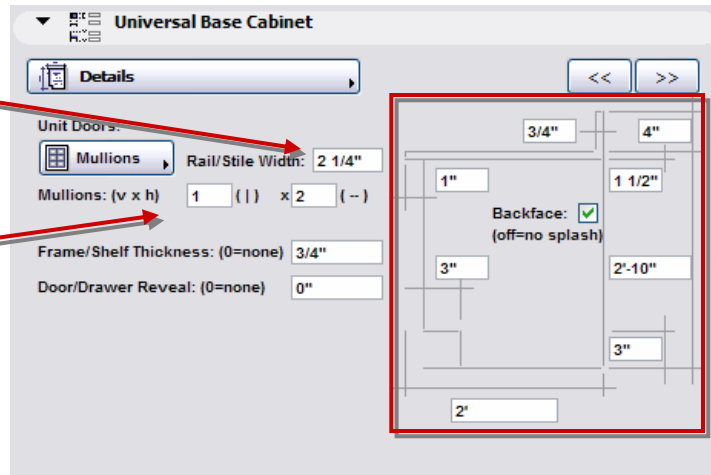 Universal Base Cabinet
Details
<< >>
Unit Doors:
Mullions Rail/Stile Width: 2 1/4"
Mullions: (v x h) 1 ( | ) x 2 ( -- )
Frame/Shelf Thickness: (0=none) 3/4"
Door/Drawer Reveal: (0=none) 0"
3/4" 4"
1" 1 1/2"
Backface:
(off=no splash)
3" 2'-10"
3"
2'